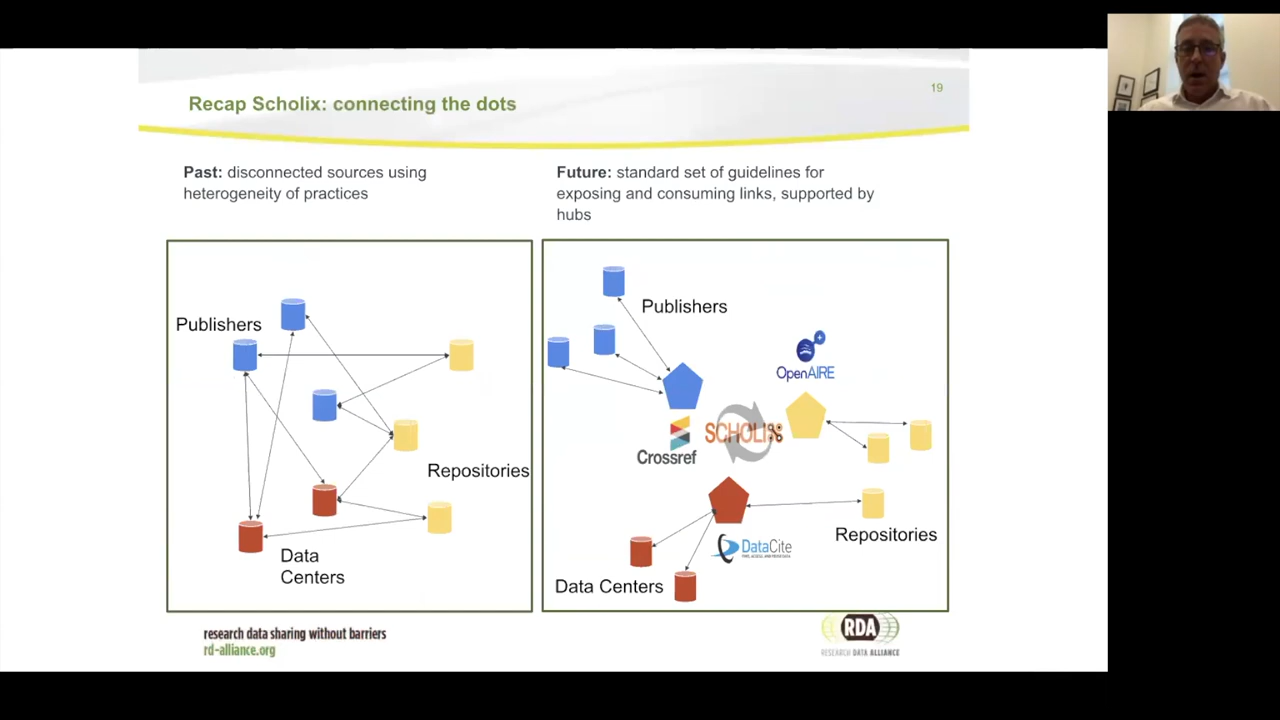 Recap Scholix: connecting the dots
19
Past: disconnected sources using
heterogeneity of practices
Future: standard set of guidelines for
exposing and consuming links, supported by
hubs
Publishers
Repositories
Data
Centers
Publishers
OpenAIRE
SCHOLIX
Crossref
DataCite
Repositories
Data Centers
research data sharing without barriers
rd-alliance.org
RDA
RESEARCH DATA ALLIANCE